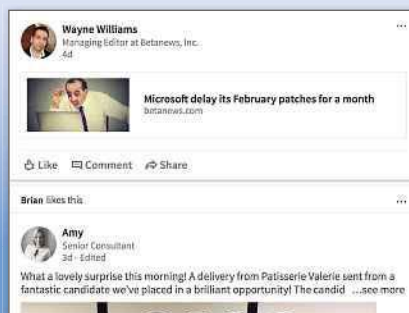 Wayne Williams
Managing Editor at Betanews, Inc.
4d
Microsoft delay its February patches for a month
betanews.com
Like Comment Share
Brian likes this
Amy
Senior Consultant
3d · Edited
What a lovely surprise this morning! A delivery from Patisserie Valerie sent from a
fantastic candidate we've placed in a brilliant opportunity! The candid ...see more